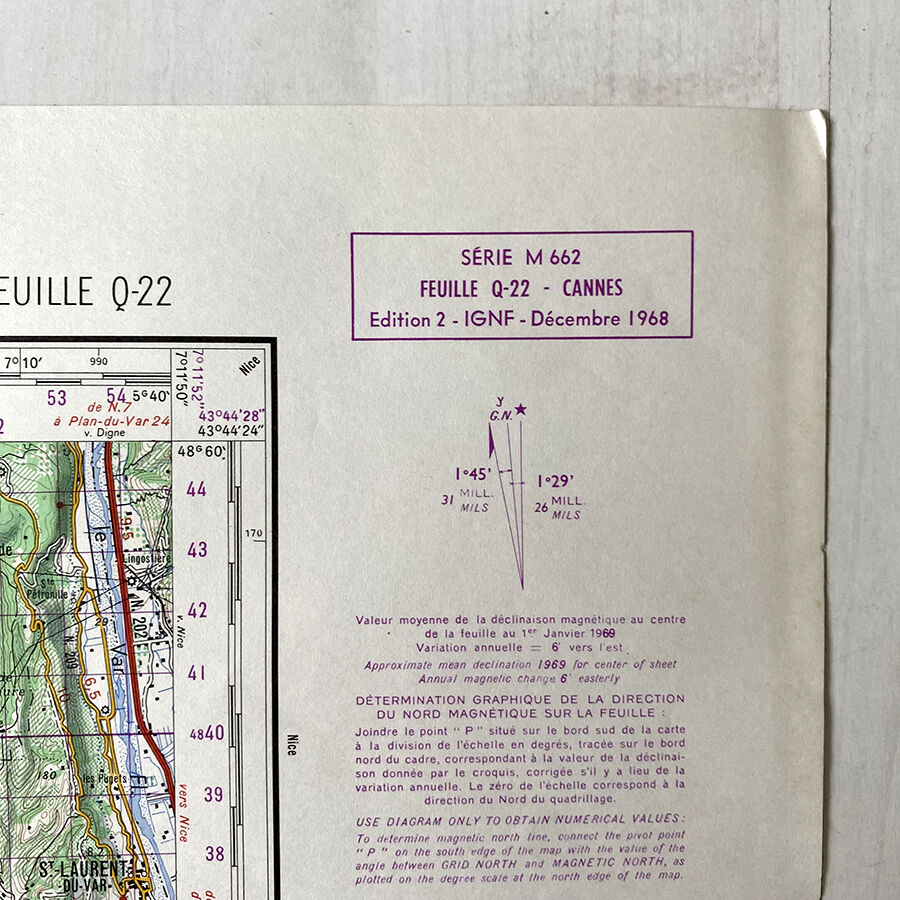 SÉRIE M 662
FEUILLE Q-22 - CANNES
Edition 2 - IGNF - Décembre 1968
EUILLE Q-22
7° 10'
990
7°11'50"
7°11'52"
Nice
53
54
5ᴳ40'
de N.7
à Plan-du-Var 24
v. Digne
43°44'28"
43°44'24"
48ᴳ60'
44
170
43
le
9,5
Lingostière
Ste
Pétronille
42
29
N 202
v. Nice
N. 209
Var
41
6,5
10
4840
Nice
180
les Pugets
39
vers Nice
38
ST-LAURENT
-DU-VAR-
y
G.N.
1°45'
31 MILL.
MILS
1°29'
26 MILL.
MILS
Valeur moyenne de la déclinaison magnétique au centre
de la feuille au 1er Janvier 1969
Variation annuelle = 6' vers l'est
Approximate mean declination 1969 for center of sheet
Annual magnetic change 6' easterly
DÉTERMINATION GRAPHIQUE DE LA DIRECTION
DU NORD MAGNÉTIQUE SUR LA FEUILLE :
Joindre le point "P" situé sur le bord sud de la carte
à la division de l'échelle en degrés, tracée sur le bord
nord du cadre, correspondant à la valeur de la déclinai-
son donnée par le croquis, corrigée s'il y a lieu de la
variation annuelle. Le zéro de l'échelle correspond à la
direction du Nord du quadrillage.
USE DIAGRAM ONLY TO OBTAIN NUMERICAL VALUES :
To determine magnetic north line, connect the pivot point
"P" on the south edge of the map with the value of the
angle between GRID NORTH and MAGNETIC NORTH, as
plotted on the degree scale at the north edge of the map.